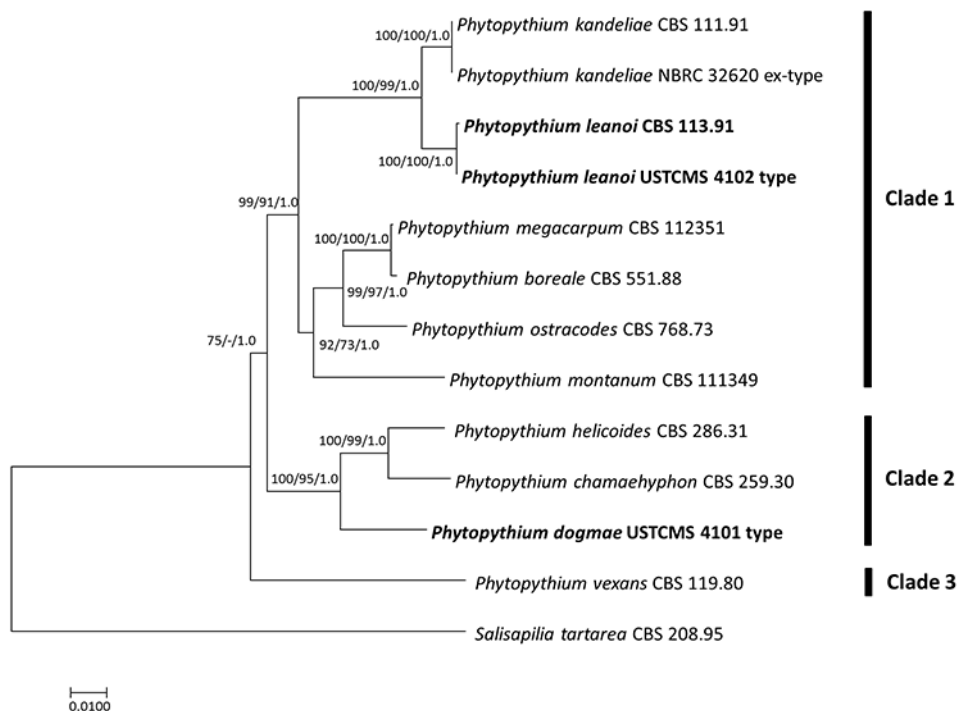 Phytopythium kandeliae CBS 111.91
100/100/1.0
Phytopythium kandeliae NBRC 32620 ex-type
100/99/1.0
Phytopythium leanoi CBS 113.91
100/100/1.0
Phytopythium leanoi USTCMS 4102 type
Clade 1
99/91/1.0
Phytopythium megacarpum CBS 112351
100/100/1.0
Phytopythium boreale CBS 551.88
99/97/1.0
Phytopythium ostracodes CBS 768.73
75/-/1.0
92/73/1.0
Phytopythium montanum CBS 111349
Phytopythium helicoides CBS 286.31
100/99/1.0
100/95/1.0
Phytopythium chamaehyphon CBS 259.30
Clade 2
Phytopythium dogmae USTCMS 4101 type
Phytopythium vexans CBS 119.80
Clade 3
Salisapilia tartarea CBS 208.95
0.0100